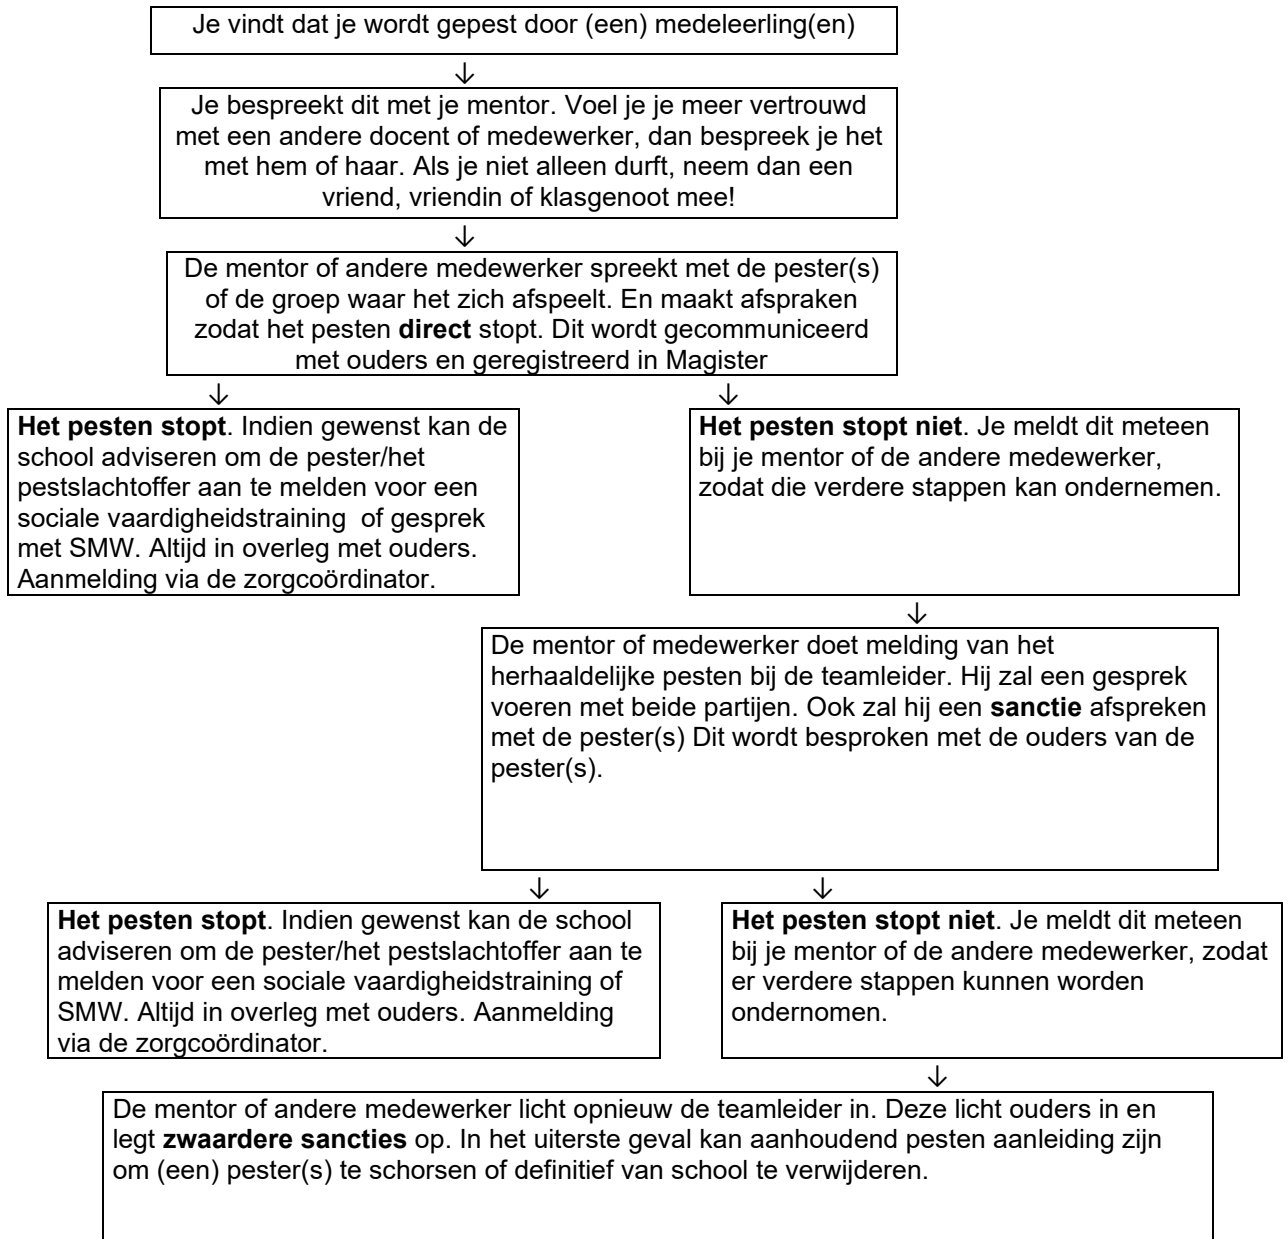 Je vindt dat je wordt gepest door (een) medeleerling(en)
↓
Je bespreekt dit met je mentor. Voel je je meer vertrouwd
met een andere docent of medewerker, dan bespreek je het
met hem of haar. Als je niet alleen durft, neem dan een
vriend, vriendin of klasgenoot mee!
↓
De mentor of andere medewerker spreekt met de pester(s)
of de groep waar het zich afspeelt. En maakt afspraken
zodat het pesten direct stopt. Dit wordt gecommuniceerd
met ouders en geregistreerd in Magister
↓ ↓
Het pesten stopt. Indien gewenst kan de
school adviseren om de pester/het
pestslachtoffer aan te melden voor een
sociale vaardigheidstraining  of gesprek
met SMW. Altijd in overleg met ouders.
Aanmelding via de zorgcoördinator.
Het pesten stopt niet. Je meldt dit meteen
bij je mentor of de andere medewerker,
zodat die verdere stappen kan ondernemen.
↓
De mentor of medewerker doet melding van het
herhaaldelijke pesten bij de teamleider. Hij zal een gesprek
voeren met beide partijen. Ook zal hij een sanctie afspreken
met de pester(s) Dit wordt besproken met de ouders van de
pester(s).
↓ ↓
Het pesten stopt. Indien gewenst kan de school
adviseren om de pester/het pestslachtoffer aan te
melden voor een sociale vaardigheidstraining of
SMW. Altijd in overleg met ouders. Aanmelding
via de zorgcoördinator.
Het pesten stopt niet. Je meldt dit meteen
bij je mentor of de andere medewerker, zodat
er verdere stappen kunnen worden
ondernomen.
↓
De mentor of andere medewerker licht opnieuw de teamleider in. Deze licht ouders in en
legt zwaardere sancties op. In het uiterste geval kan aanhoudend pesten aanleiding zijn
om (een) pester(s) te schorsen of definitief van school te verwijderen.